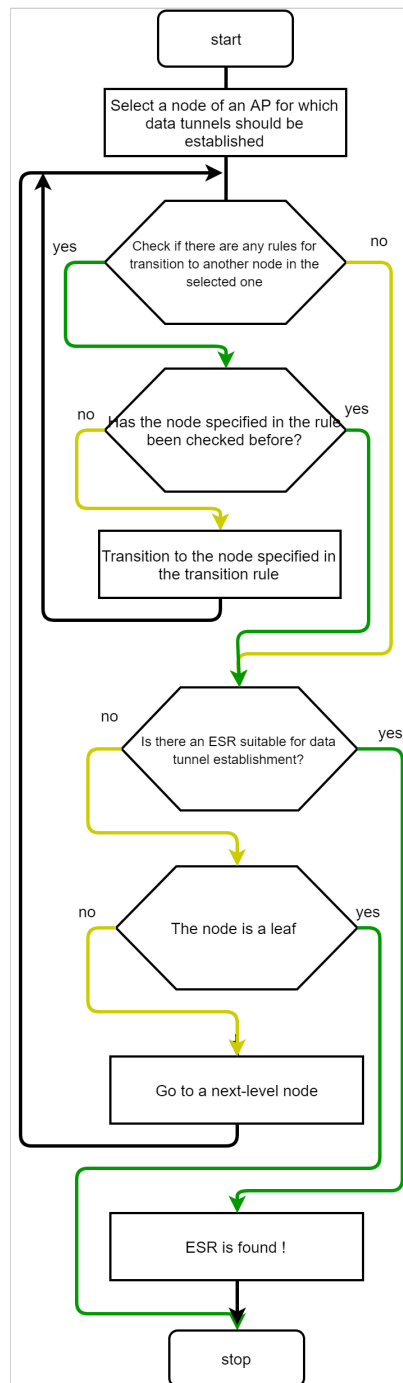 start
Select a node of an AP for which
data tunnels should be
established
yes
no
Check if there are any rules for
transition to another node in the
selected one
no
yes
Has the node specified in the rule
been checked before?
Transition to the node specified in
the transition rule
no
yes
Is there an ESR suitable for data
tunnel establishment?
no
yes
The node is a leaf
Go to a next-level node
ESR is found !
stop